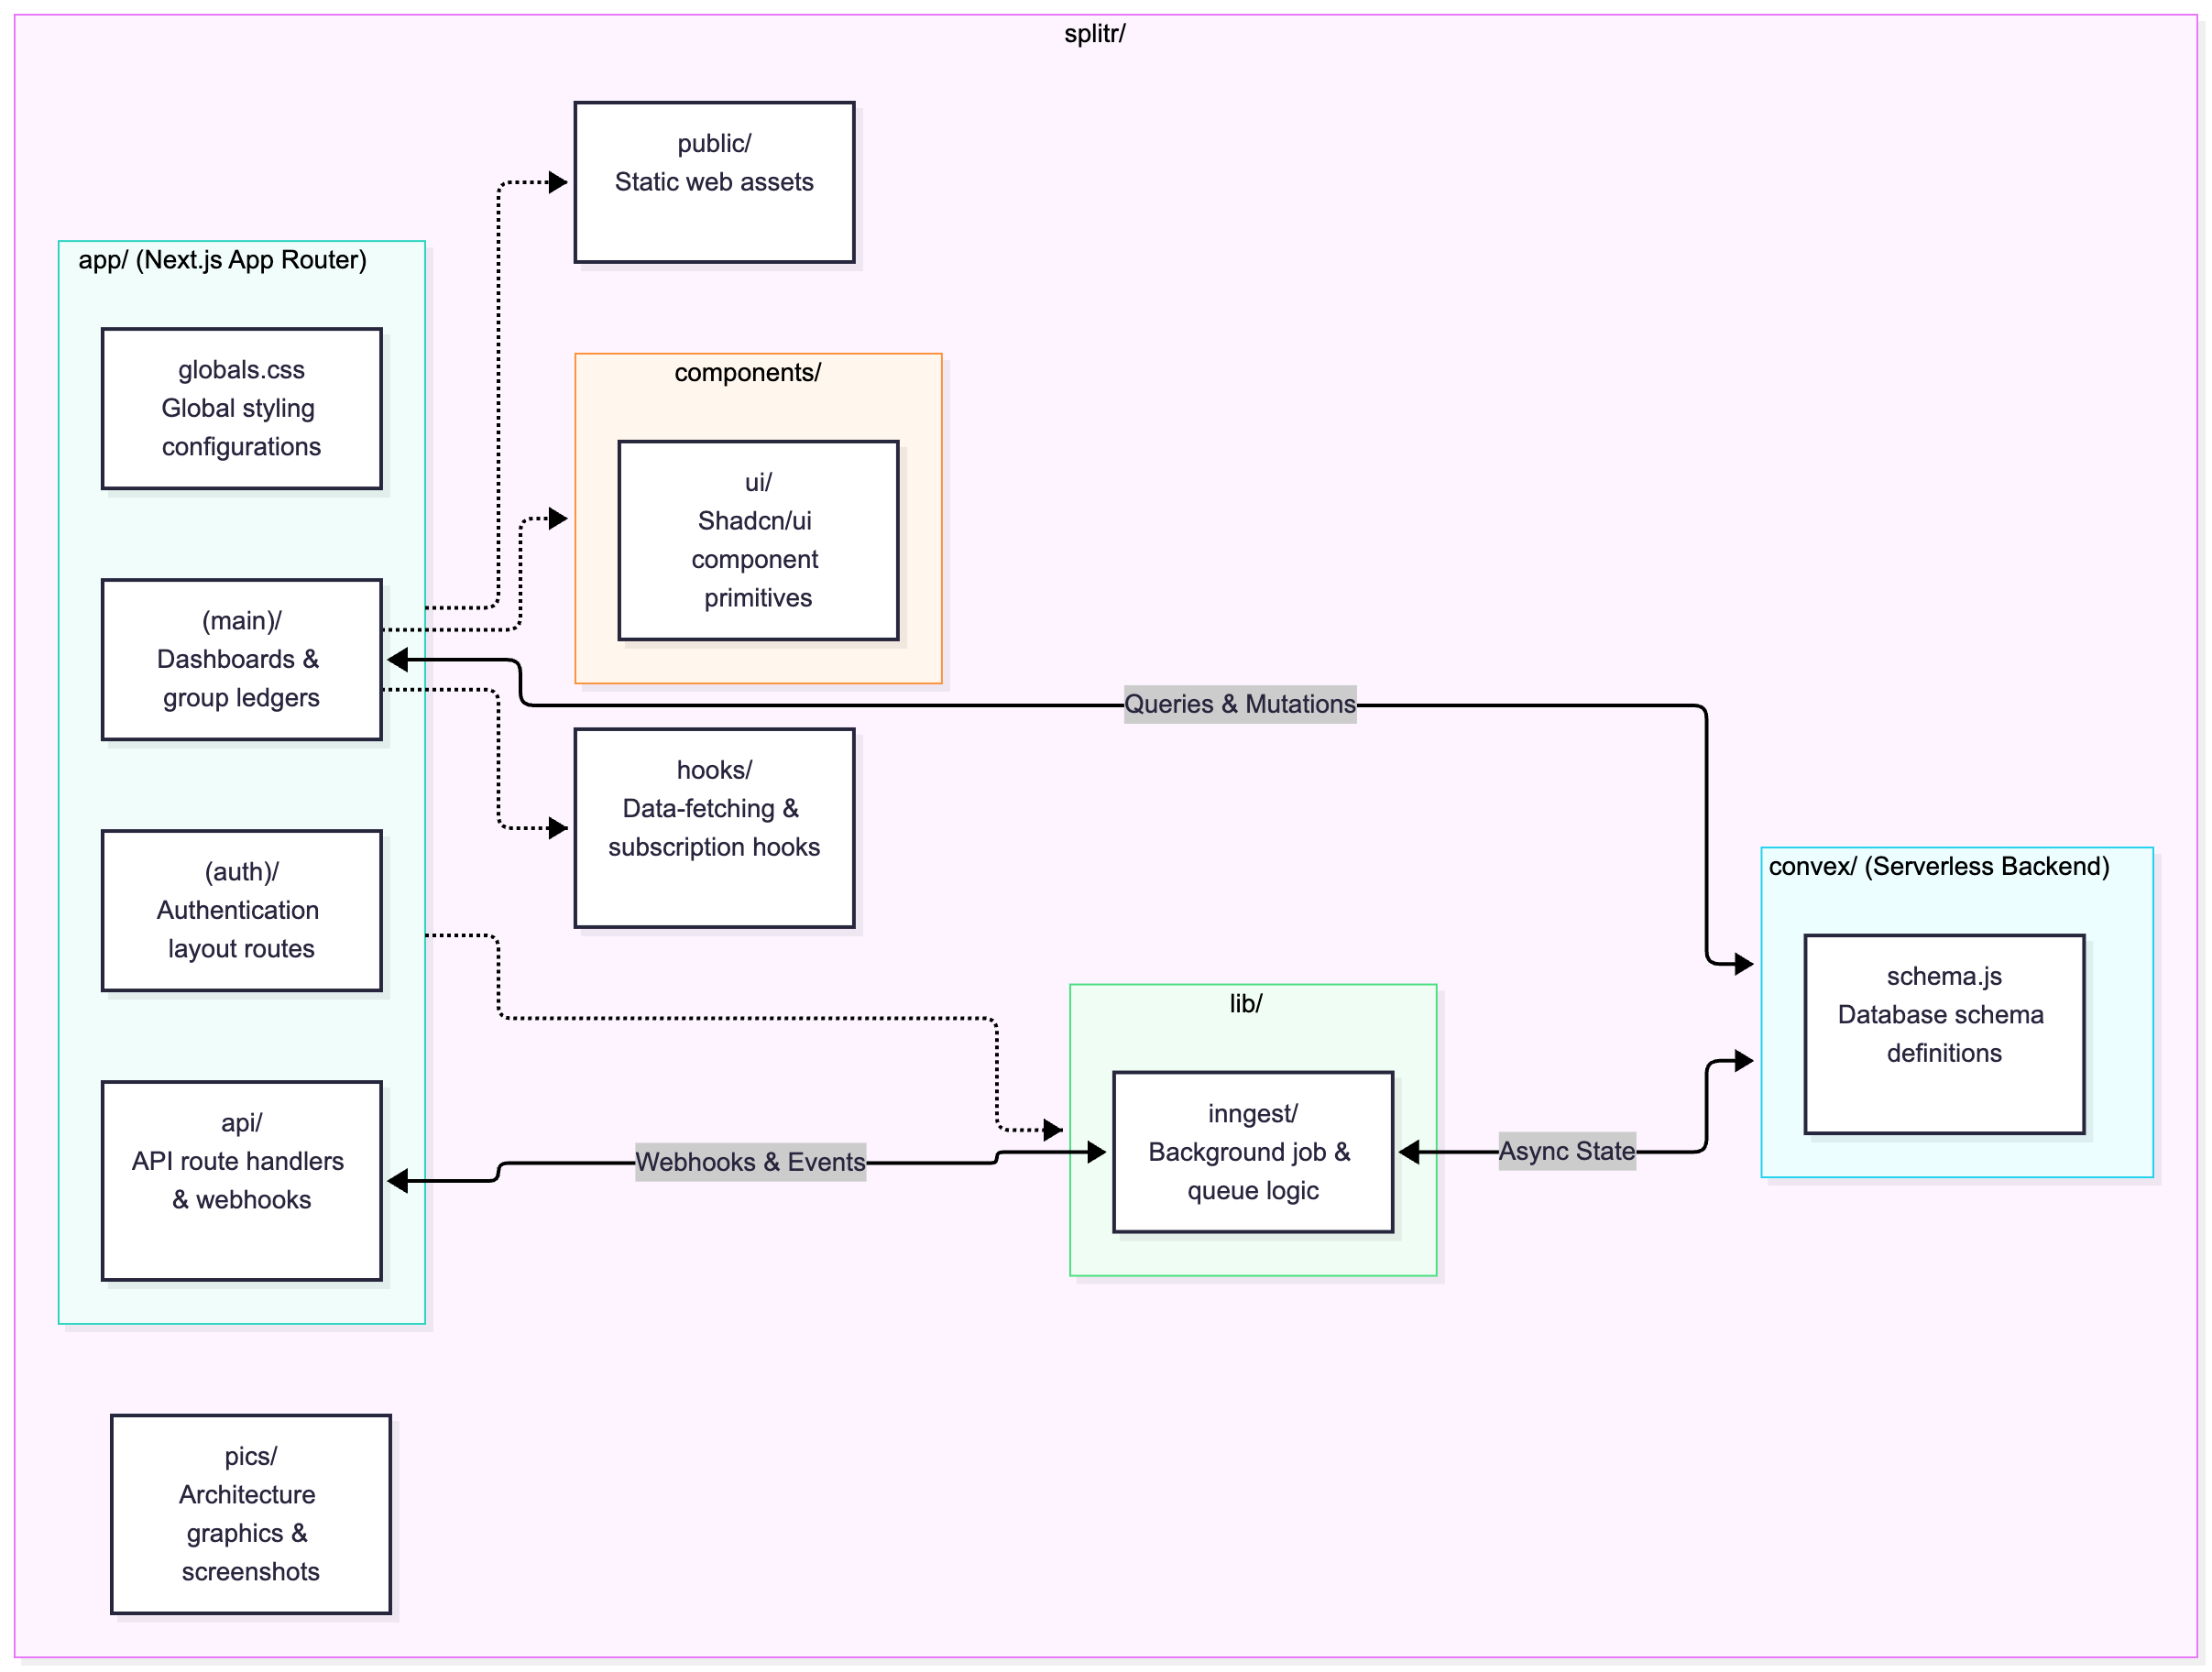 splitr/
public/
Static web assets
app/ (Next.js App Router)
globals.css
Global styling
configurations
components/
ui/
Shadcn/ui
component
primitives
(main)/
Dashboards &
group ledgers
Queries & Mutations
hooks/
Data-fetching &
subscription hooks
(auth)/
Authentication
layout routes
convex/ (Serverless Backend)
schema.js
Database schema
definitions
lib/
inngest/
Background job &
queue logic
api/
API route handlers
& webhooks
Webhooks & Events
Async State
pics/
Architecture
graphics &
screenshots